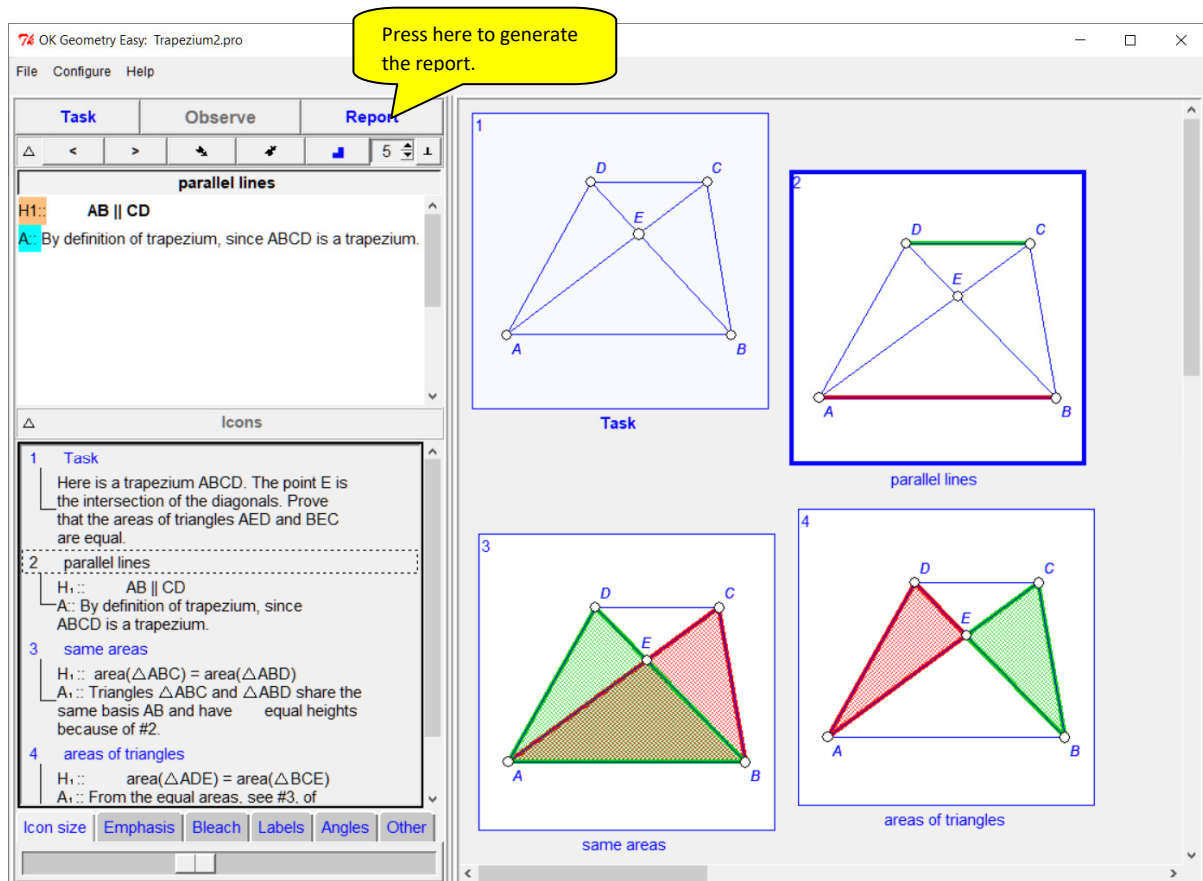 OK Geometry Easy: Trapezium2.pro
Press here to generate
the report.
File Configure Help
Task Observe Report
< > 5
parallel lines
H1:: AB || CD
A:: By definition of trapezium, since ABCD is a trapezium.
Icons
1 Task
Here is a trapezium ABCD. The point E is
the intersection of the diagonals. Prove
that the areas of triangles AED and BEC
are equal.
2 parallel lines
H₁:: AB || CD
A:: By definition of trapezium, since
ABCD is a trapezium.
3 same areas
H₁:: area(△ABC) = area(△ABD)
A₁:: Triangles △ABC and △ABD share the
same basis AB and have equal heights
because of #2.
4 areas of triangles
H₁:: area(△ADE) = area(△BCE)
A₁:: From the equal areas, see #3, of
Icon size Emphasis Bleach Labels Angles Other
1
D C
E
A B
Task
2
D C
E
A B
parallel lines
3
D C
E
A B
same areas
4
D C
E
A B
areas of triangles